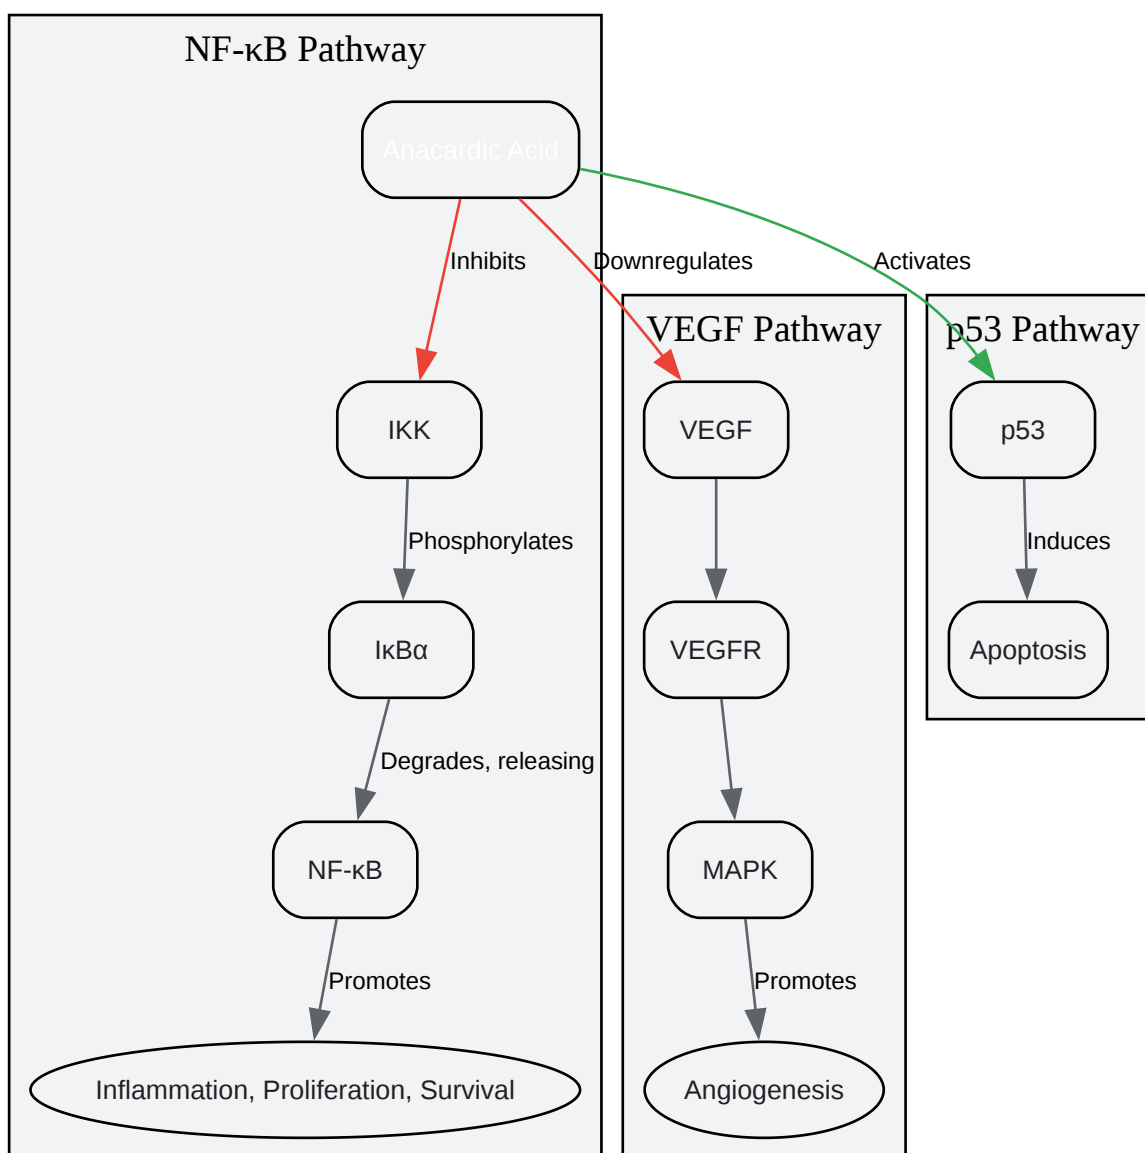 NF-κB Pathway
Anacardic Acid
Inhibits
Downregulates
Activates
VEGF Pathway
p53 Pathway
IKK
VEGF
p53
Phosphorylates
Induces
IκBα
VEGFR
Apoptosis
Degrades, releasing
NF-κB
MAPK
Promotes
Promotes
Inflammation, Proliferation, Survival
Angiogenesis